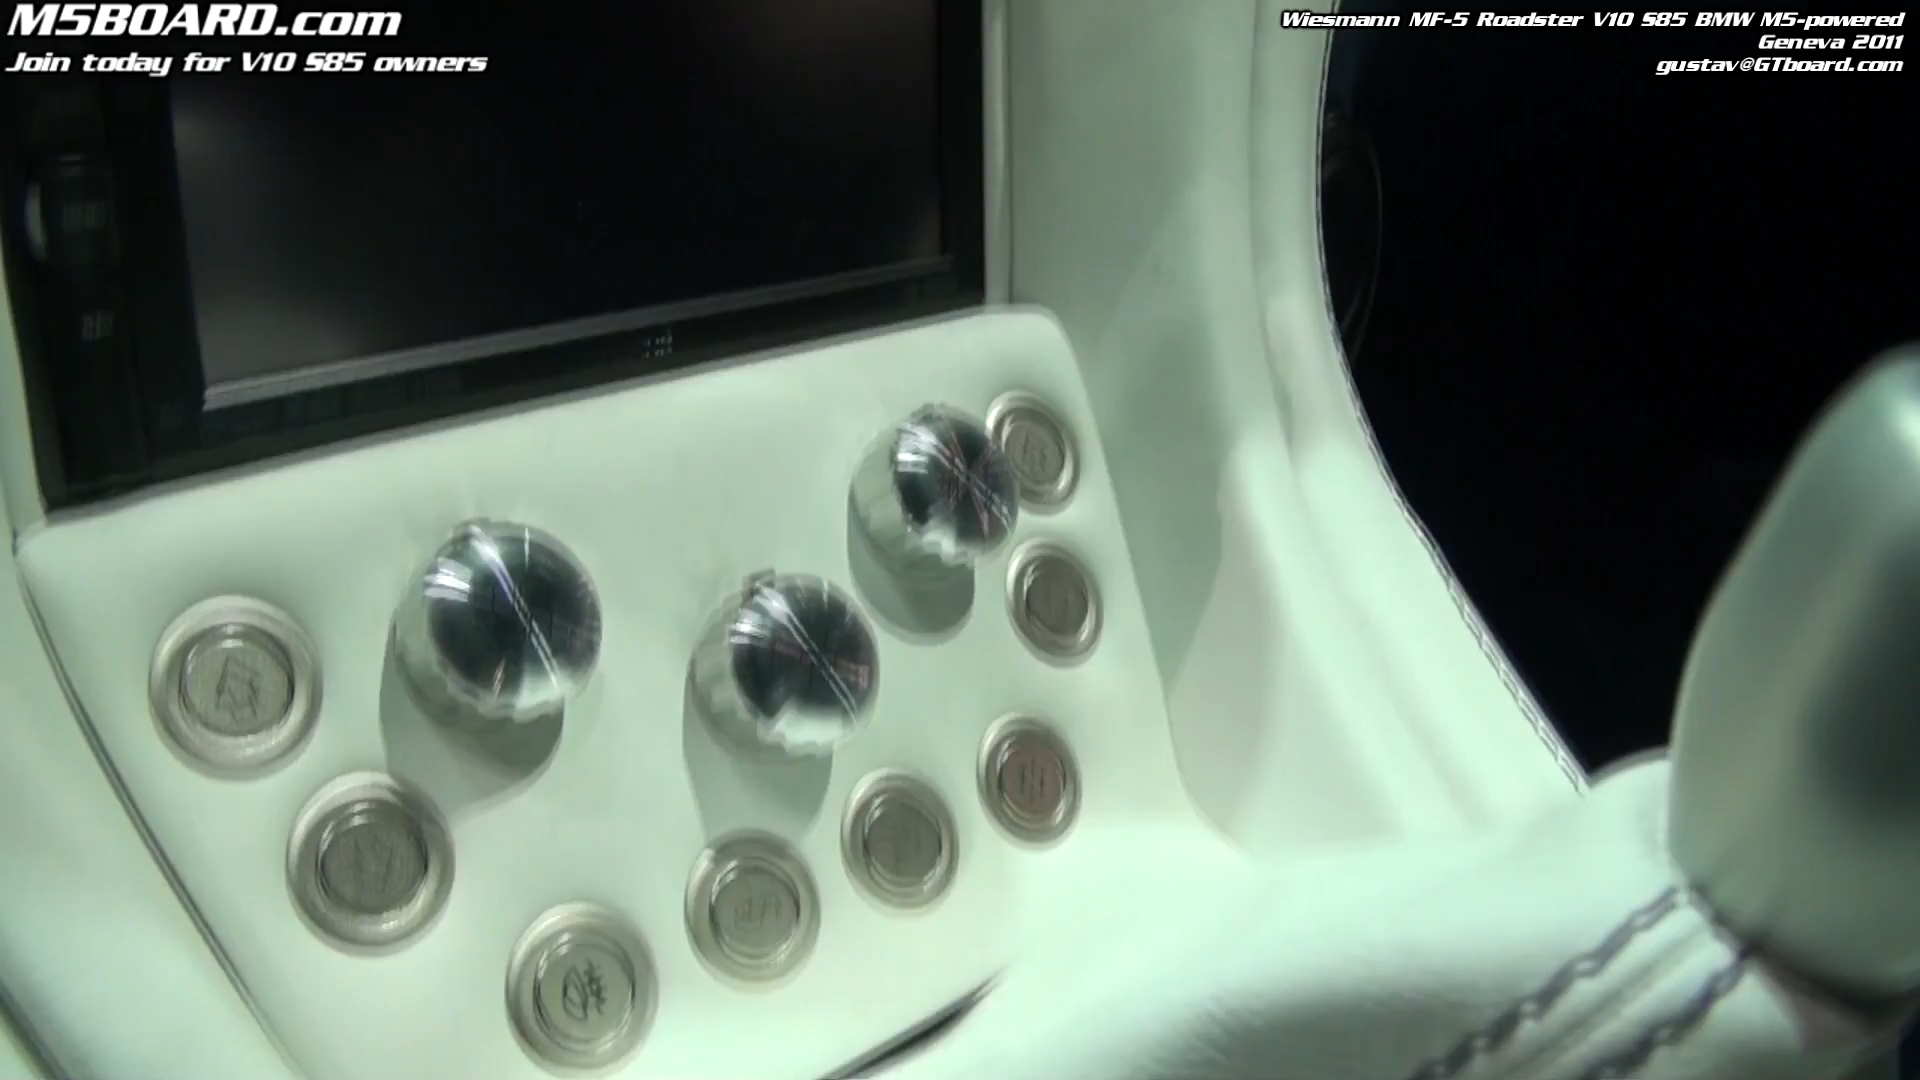 M5BOARD.com
Join today for V10 S85 owners
Wiesmann MF-5 Roadster V10 S85 BMW M5-powered
Geneva 2011
gustav@GTboard.com